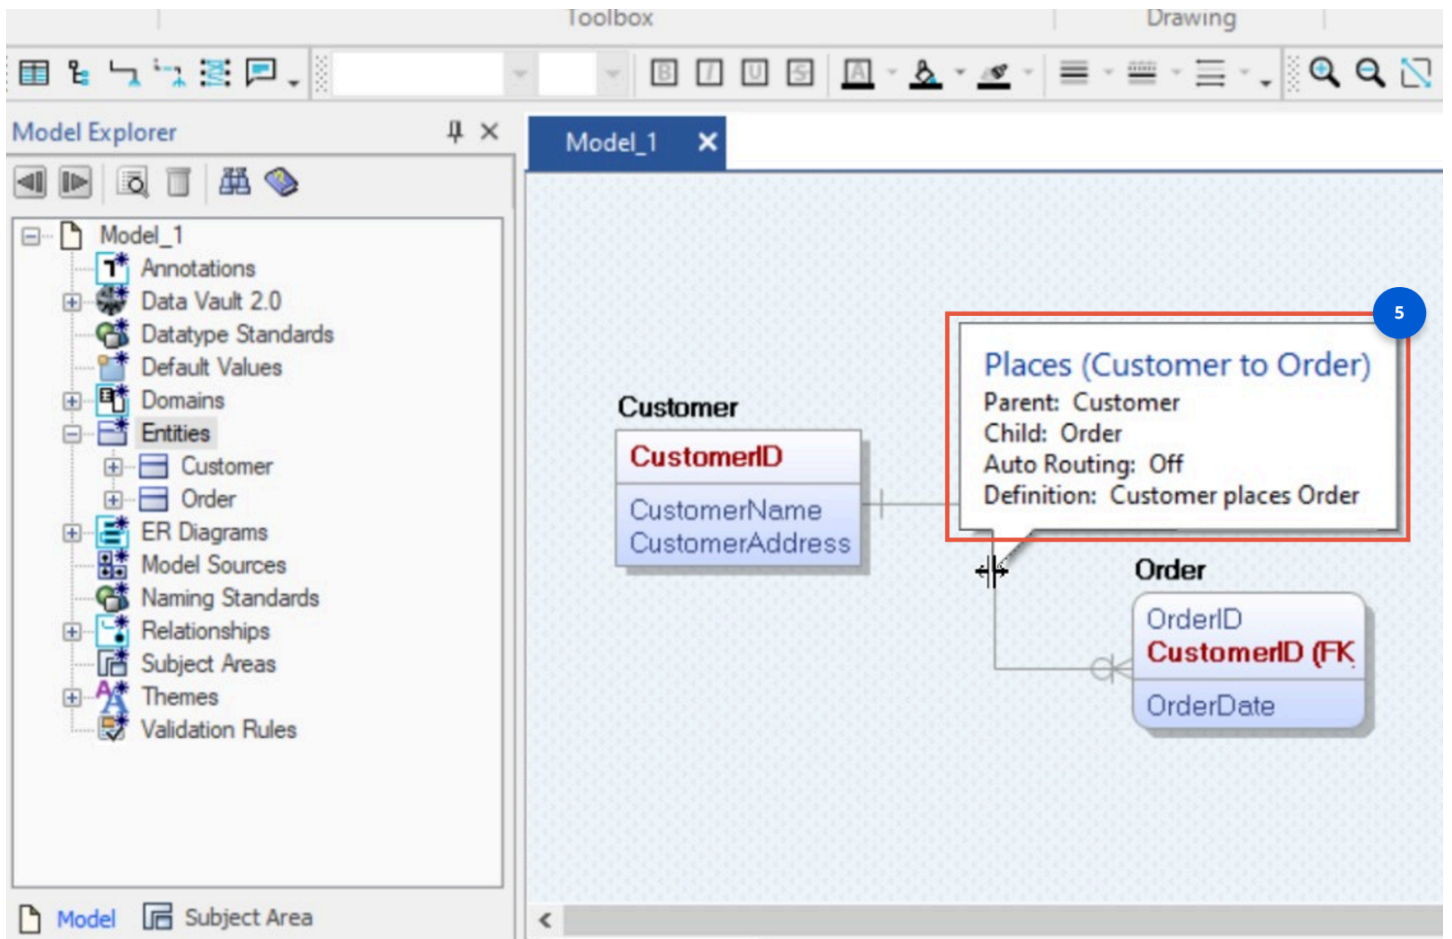 Toolbox
Drawing
B I U S A
Model Explorer
Model_1
Model_1
Annotations
Data Vault 2.0
Datatype Standards
Default Values
Domains
Entities
Customer
Order
ER Diagrams
Model Sources
Naming Standards
Relationships
Subject Areas
Themes
Validation Rules
Model
Subject Area
5
Places (Customer to Order)
Parent: Customer
Child: Order
Auto Routing: Off
Definition: Customer places Order
Customer
CustomerID
CustomerName
CustomerAddress
Order
OrderID
CustomerID (FK
OrderDate